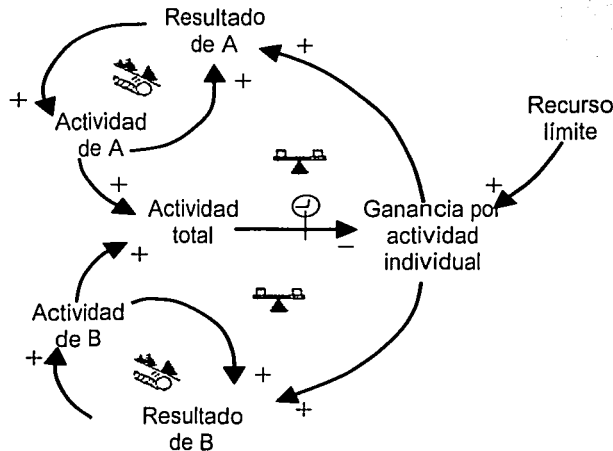 Resultado
de A
+
+
+
Actividad
de A
+
Recurso
límite
+
Actividad
total
−
Ganancia por
actividad
individual
+
Actividad
de B
+
+
+
Resultado
de B